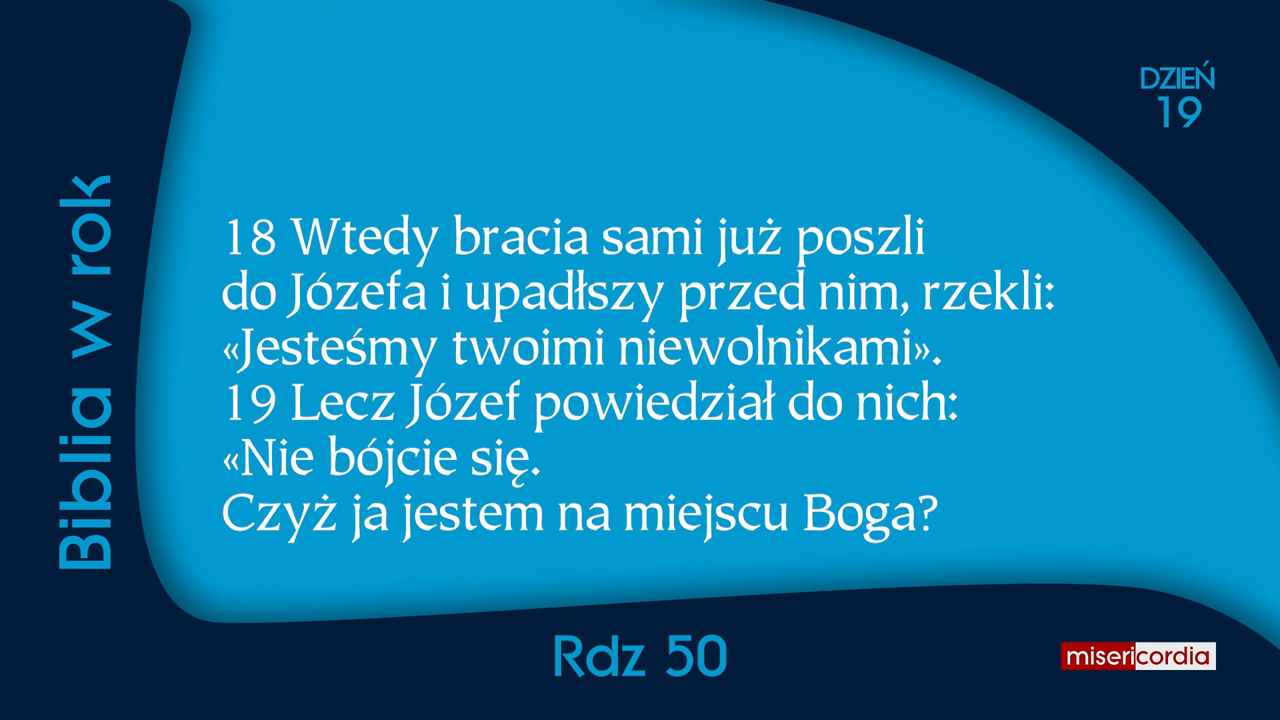 DZIEŃ
19
Biblia w rok
18 Wtedy bracia sami już poszli
do Józefa i upadłszy przed nim, rzekli:
«Jesteśmy twoimi niewolnikami».
19 Lecz Józef powiedział do nich:
«Nie bójcie się.
Czyż ja jestem na miejscu Boga?
Rdz 50
misericordia